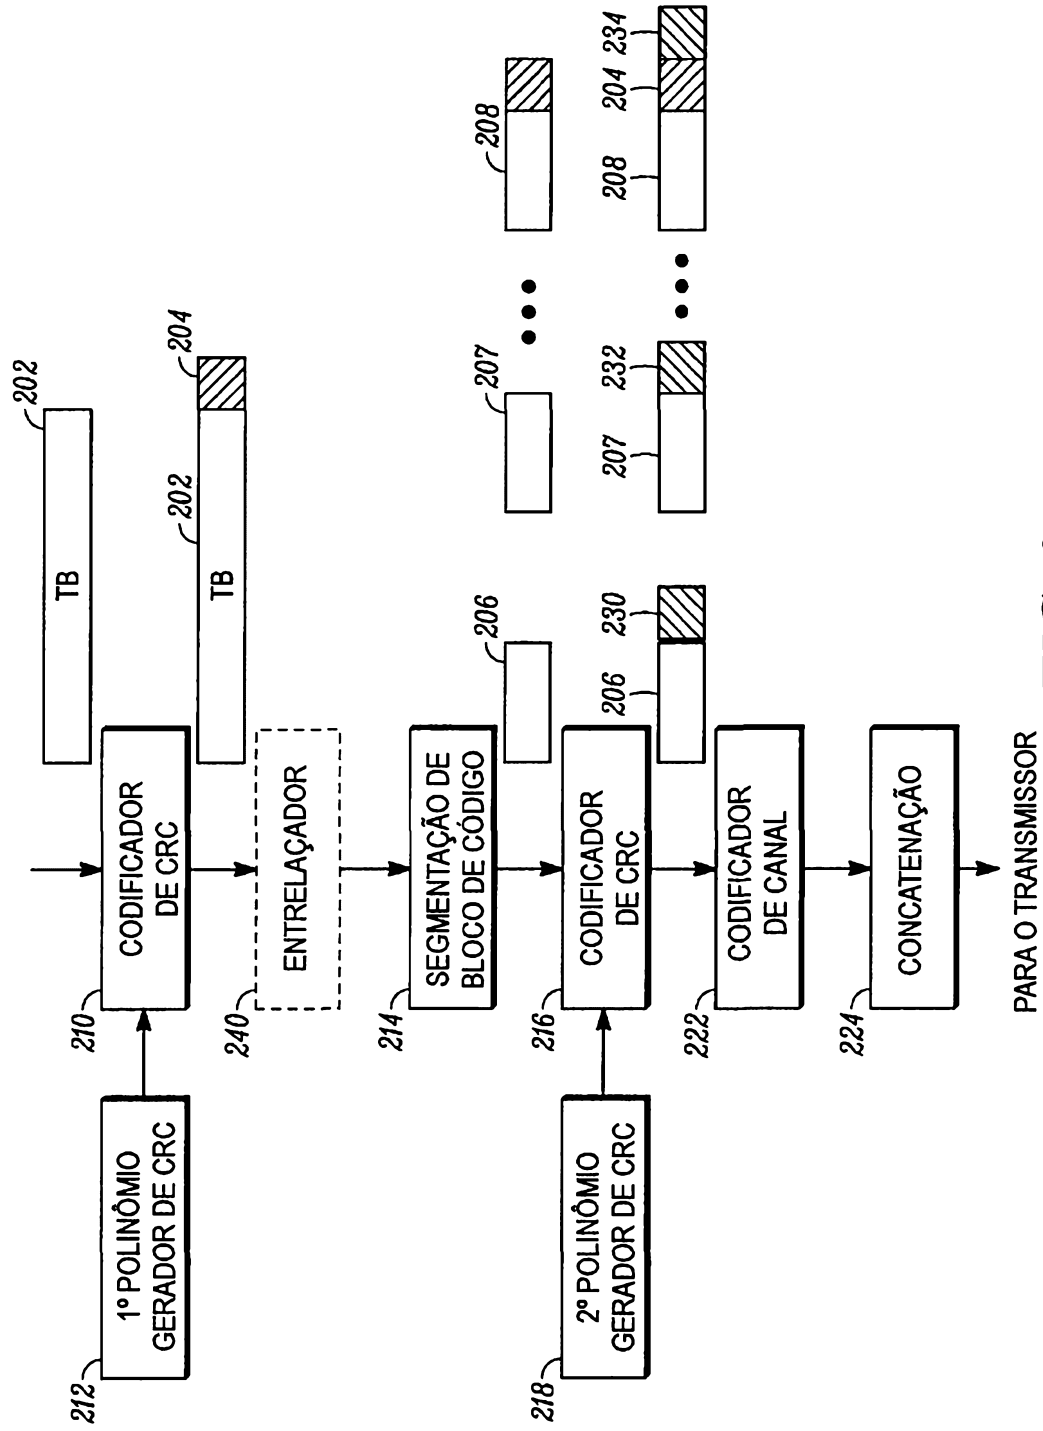 202
TB
212
1º POLINÔMIO
GERADOR DE CRC
210
CODIFICADOR
DE CRC
202
204
TB
240
ENTRELAÇADOR
214
SEGMENTAÇÃO DE
BLOCO DE CÓDIGO
206
207
208
218
2º POLINÔMIO
GERADOR DE CRC
216
CODIFICADOR
DE CRC
206
230
207
232
208
204
234
222
CODIFICADOR
DE CANAL
224
CONCATENAÇÃO
PARA O TRANSMISSOR